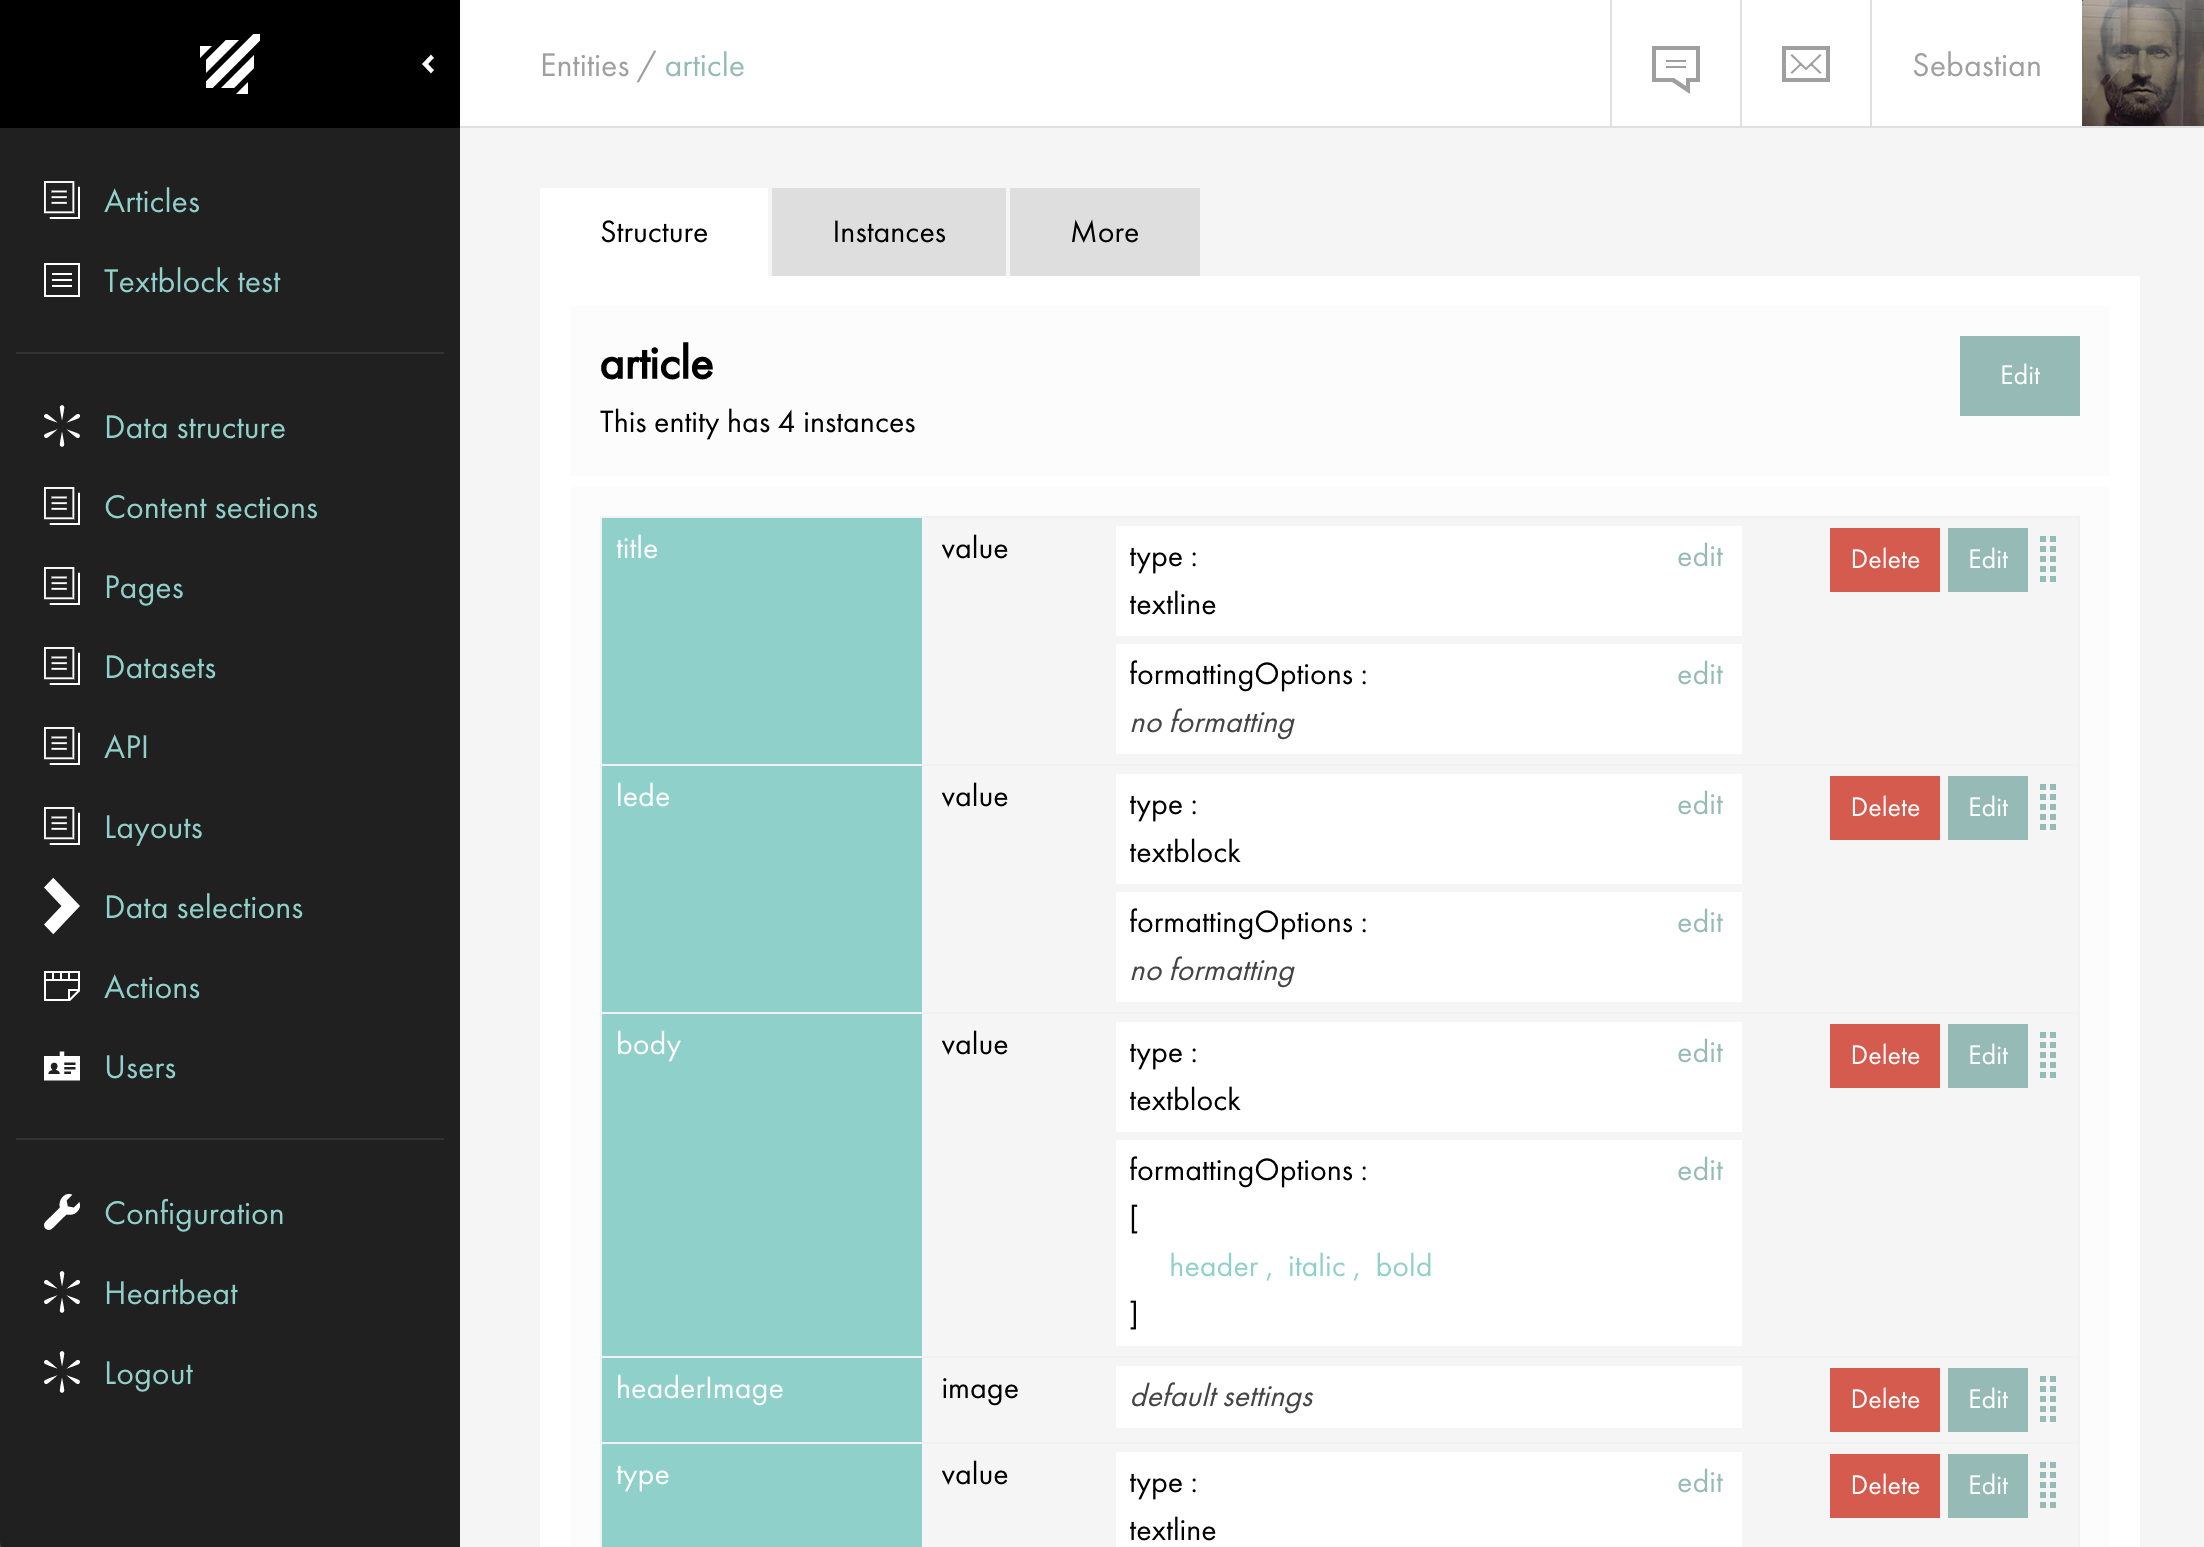 Entities / article
Sebastian
Articles
Textblock test
Data structure
Content sections
Pages
Datasets
API
Layouts
Data selections
Actions
Users
Configuration
Heartbeat
Logout
Structure
Instances
More
article
This entity has 4 instances
Edit
title
value
type :
edit
textline
formattingOptions :
edit
no formatting
Delete
Edit
lede
value
type :
edit
textblock
formattingOptions :
edit
no formatting
Delete
Edit
body
value
type :
edit
textblock
formattingOptions :
edit
[
header , italic , bold
]
Delete
Edit
headerImage
image
default settings
Delete
Edit
type
value
type :
edit
textline
Delete
Edit